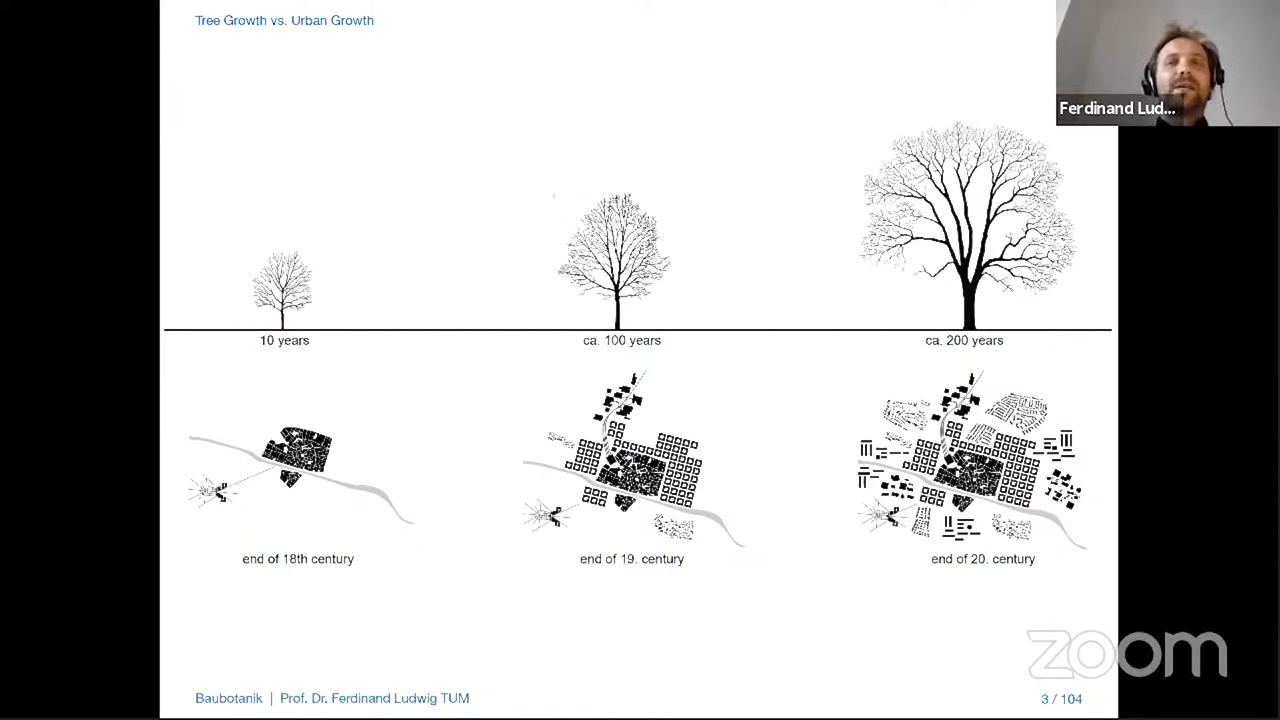 Tree Growth vs. Urban Growth
Ferdinand Lud...
10 years
ca. 100 years
ca. 200 years
end of 18th century
end of 19. century
end of 20. century
zoom
Baubotanik | Prof. Dr. Ferdinand Ludwig TUM
3 / 104